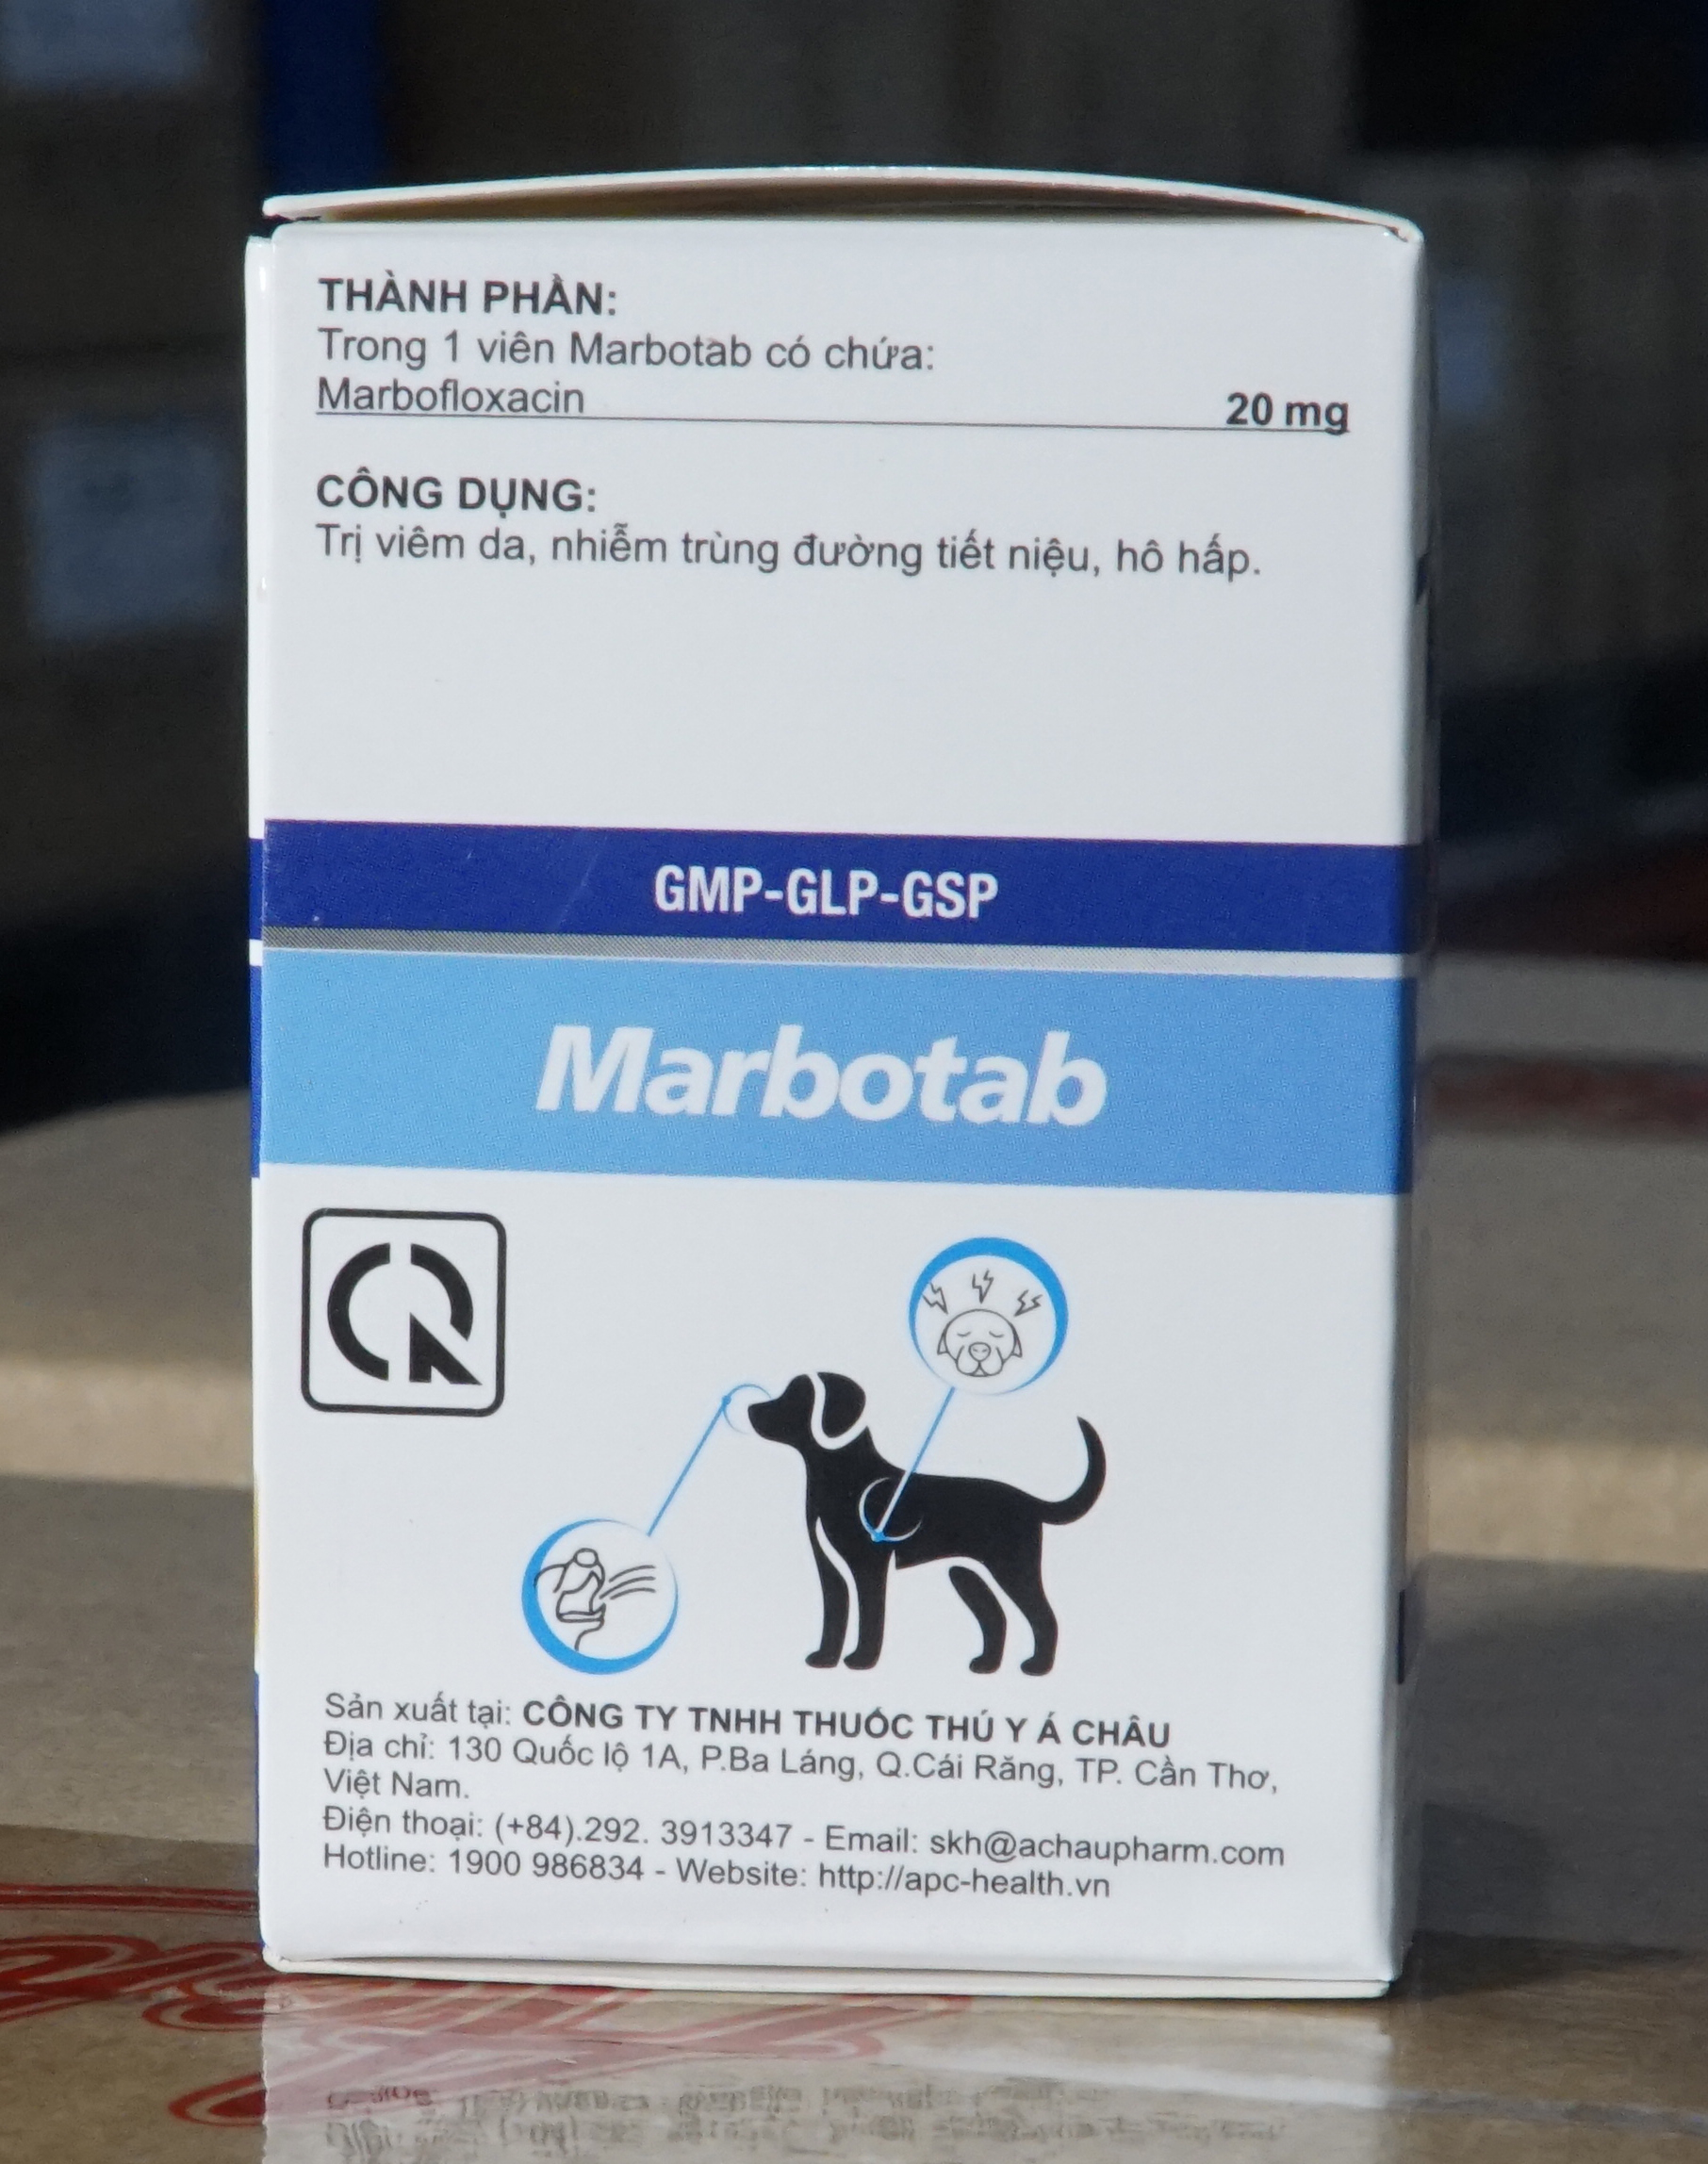 THÀNH PHẦN:
Trong 1 viên Marbotab có chứa:
Marbofloxacin 20 mg
CÔNG DỤNG:
Trị viêm da, nhiễm trùng đường tiết niệu, hô hấp.
GMP-GLP-GSP
Marbotab
Sản xuất tại: CÔNG TY TNHH THUỐC THÚ Y Á CHÂU
Địa chỉ: 130 Quốc lộ 1A, P.Ba Láng, Q.Cái Răng, TP. Cần Thơ,
Việt Nam.
Điện thoại: (+84).292. 3913347 - Email: skh@achaupharm.com
Hotline: 1900 986834 - Website: http://apc-health.vn